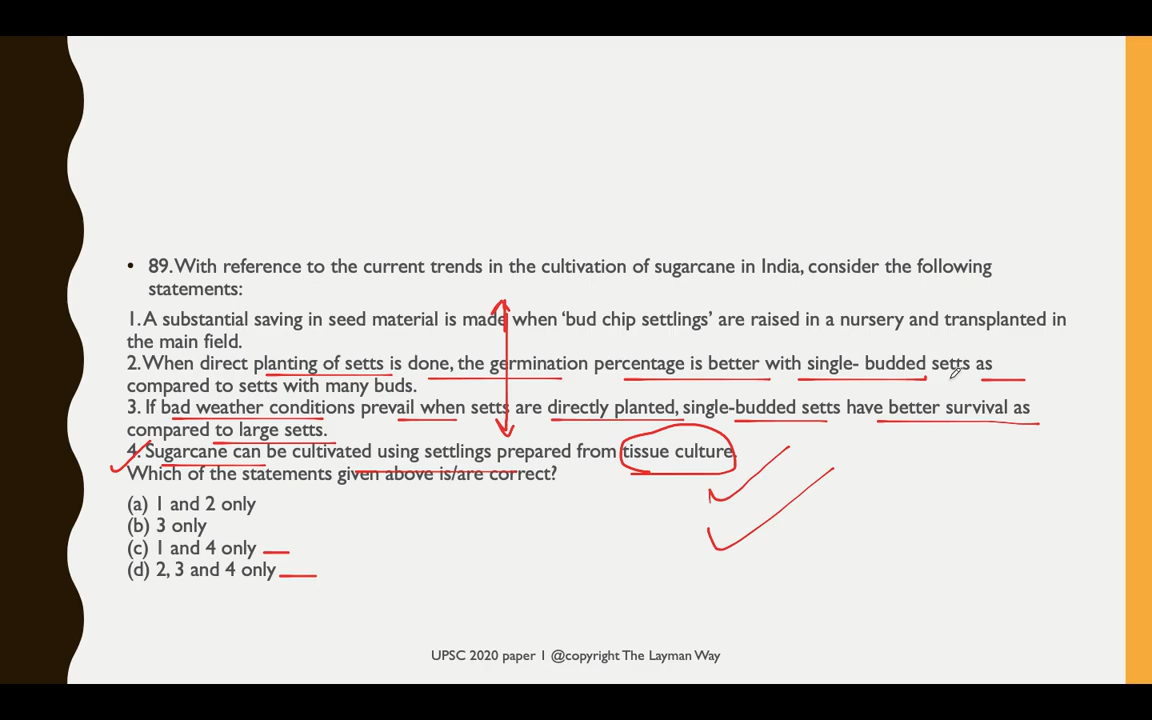 • 89. With reference to the current trends in the cultivation of sugarcane in India, consider the following
statements:
1. A substantial saving in seed material is made when ‘bud chip settlings’ are raised in a nursery and transplanted in
the main field.
2. When direct planting of setts is done, the germination percentage is better with single- budded setts as
compared to setts with many buds.
3. If bad weather conditions prevail when setts are directly planted, single-budded setts have better survival as
compared to large setts.
4. Sugarcane can be cultivated using settlings prepared from tissue culture.
Which of the statements given above is/are correct?
(a) 1 and 2 only
(b) 3 only
(c) 1 and 4 only
(d) 2, 3 and 4 only
UPSC 2020 paper 1 @copyright The Layman Way